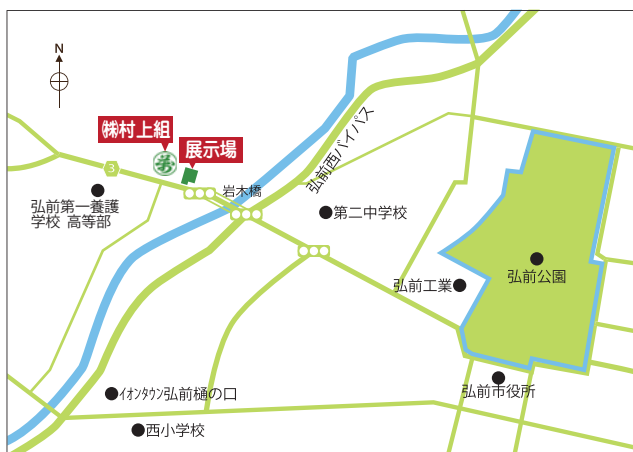 N
㈱村上組
展示場
3
弘前西バイパス
岩木橋
弘前第一養護
学校 高等部
第二中学校
弘前公園
弘前工業
弘前市役所
イオンタウン弘前樋の口
西小学校